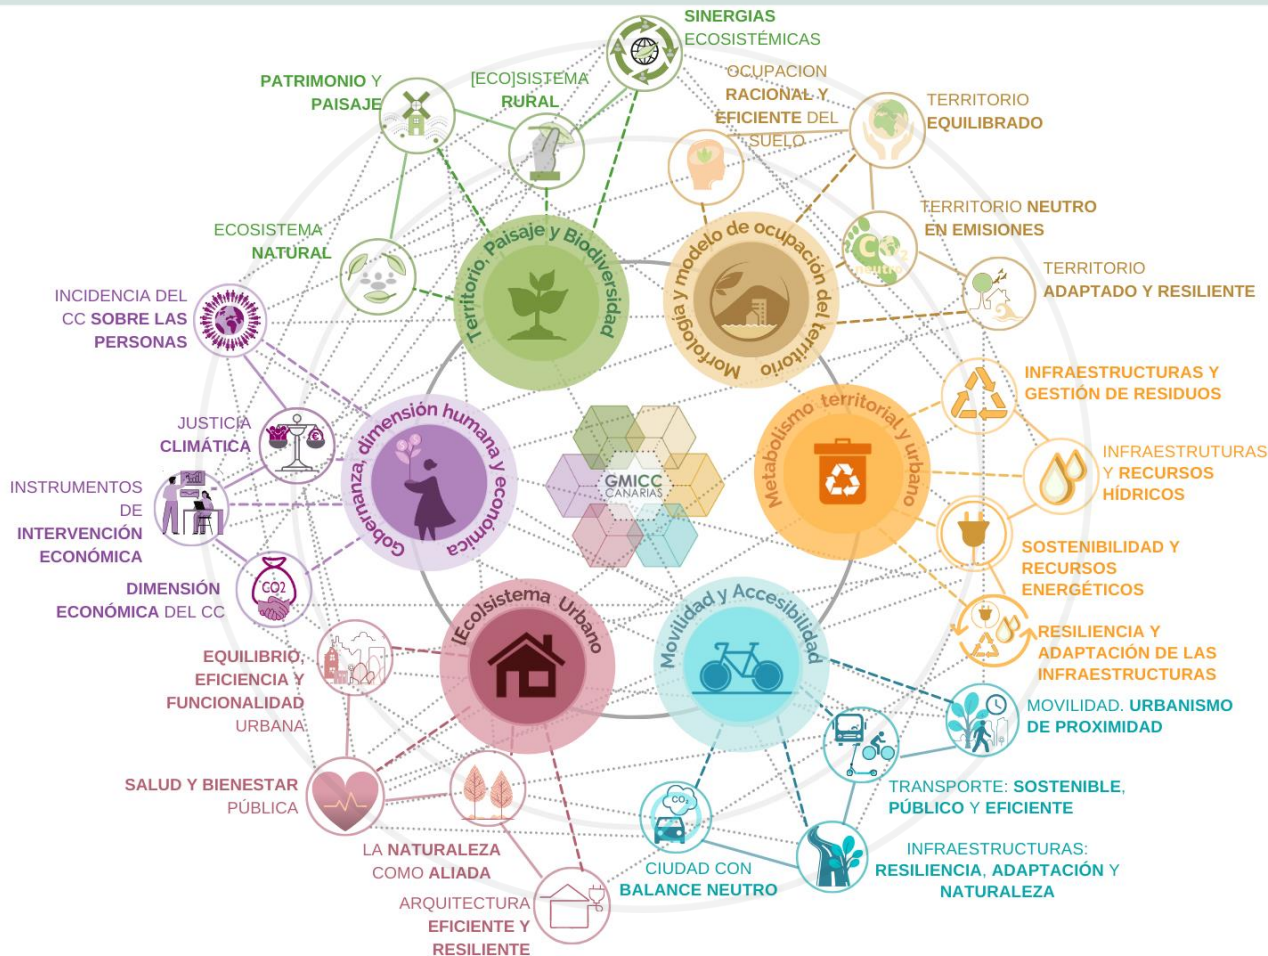 SINERGIAS
ECOSISTÉMICAS
PATRIMONIO Y
PAISAJE
[ECO]SISTEMA
RURAL
ECOSISTEMA
NATURAL
Territorio, Paisaje y Biodiversidad
OCUPACION
RACIONAL Y
EFICIENTE DEL
SUELO
TERRITORIO
EQUILIBRADO
TERRITORIO NEUTRO
EN EMISIONES
CO2
neutro
TERRITORIO
ADAPTADO Y RESILIENTE
Morfología y modelo de ocupación del territorio
INCIDENCIA DEL
CC SOBRE LAS
PERSONAS
JUSTICIA
CLIMÁTICA
€
INSTRUMENTOS
DE
INTERVENCIÓN
ECONÓMICA
DIMENSIÓN
ECONÓMICA DEL CC
CO2
Gobernanza, dimensión humana y económica
GMICC
CANARIAS
Metabolismo territorial y urbano
INFRAESTRUCTURAS Y
GESTIÓN DE RESIDUOS
INFRAESTRUTURAS
Y RECURSOS
HÍDRICOS
SOSTENIBILIDAD Y
RECURSOS
ENERGÉTICOS
RESILIENCIA Y
ADAPTACIÓN DE LAS
INFRAESTRUCTURAS
[Eco]sistema Urbano
EQUILIBRIO,
EFICIENCIA Y
FUNCIONALIDAD
URBANA
SALUD Y BIENESTAR
PÚBLICA
LA NATURALEZA
COMO ALIADA
ARQUITECTURA
EFICIENTE Y
RESILIENTE
Movilidad y Accesibilidad
MOVILIDAD. URBANISMO
DE PROXIMIDAD
TRANSPORTE: SOSTENIBLE,
PÚBLICO Y EFICIENTE
INFRAESTRUCTURAS:
RESILIENCIA, ADAPTACIÓN Y
NATURALEZA
CO2
CIUDAD CON
BALANCE NEUTRO